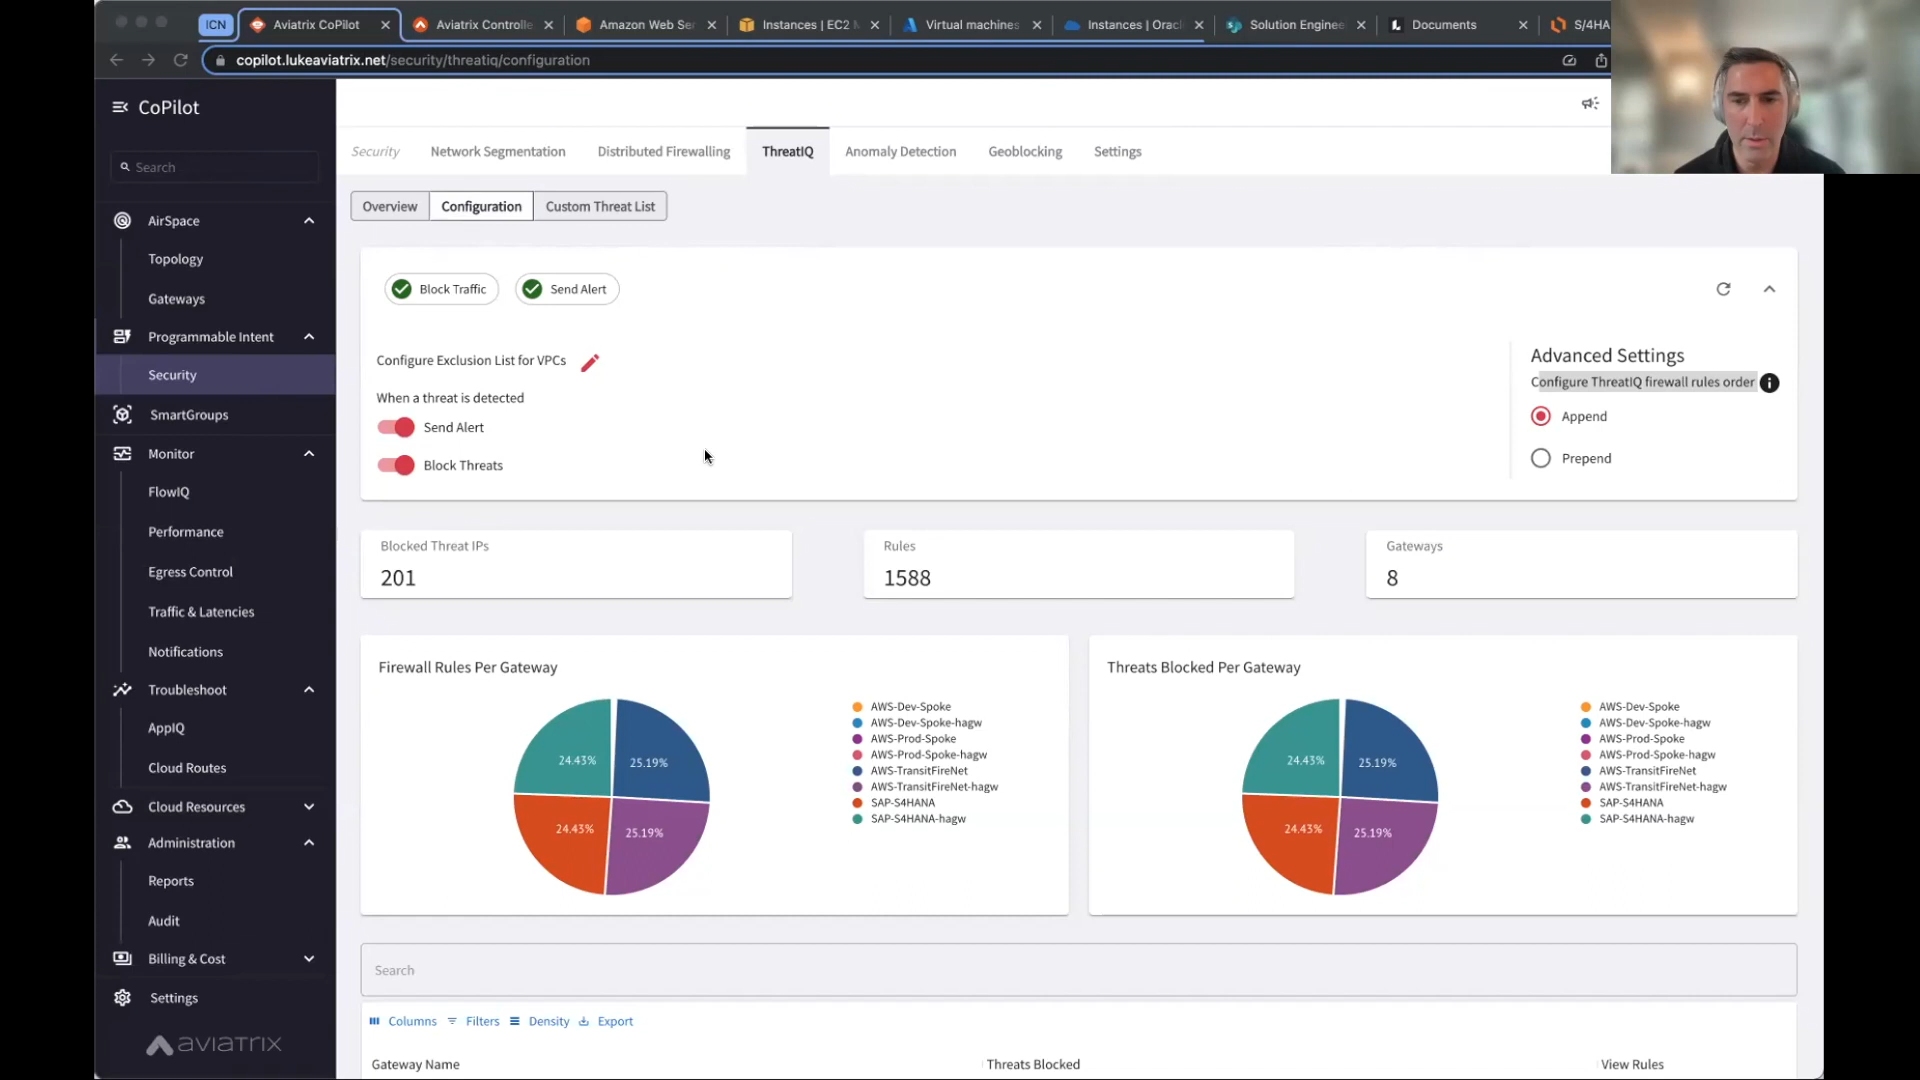 ICN
Aviatrix CoPilot
Aviatrix Controlle
Amazon Web Ser
Instances | EC2 M
Virtual machines
Instances | Oracl
Solution Enginee
Documents
S/4HA
copilot.lukeaviatrix.net/security/threatiq/configuration
CoPilot
Search
AirSpace
Topology
Gateways
Programmable Intent
Security
SmartGroups
Monitor
FlowIQ
Performance
Egress Control
Traffic & Latencies
Notifications
Troubleshoot
AppIQ
Cloud Routes
Cloud Resources
Administration
Reports
Audit
Billing & Cost
Settings
aviatrix
Security
Network Segmentation
Distributed Firewalling
ThreatIQ
Anomaly Detection
Geoblocking
Settings
Overview
Configuration
Custom Threat List
Block Traffic
Send Alert
Configure Exclusion List for VPCs
When a threat is detected
Send Alert
Block Threats
Advanced Settings
Configure ThreatIQ firewall rules order
Append
Prepend
Blocked Threat IPs
201
Rules
1588
Gateways
8
Firewall Rules Per Gateway
24.43%
25.19%
24.43%
25.19%
AWS-Dev-Spoke
AWS-Dev-Spoke-hagw
AWS-Prod-Spoke
AWS-Prod-Spoke-hagw
AWS-TransitFireNet
AWS-TransitFireNet-hagw
SAP-S4HANA
SAP-S4HANA-hagw
Threats Blocked Per Gateway
24.43%
25.19%
24.43%
25.19%
AWS-Dev-Spoke
AWS-Dev-Spoke-hagw
AWS-Prod-Spoke
AWS-Prod-Spoke-hagw
AWS-TransitFireNet
AWS-TransitFireNet-hagw
SAP-S4HANA
SAP-S4HANA-hagw
Search
Columns
Filters
Density
Export
Gateway Name
Threats Blocked
View Rules